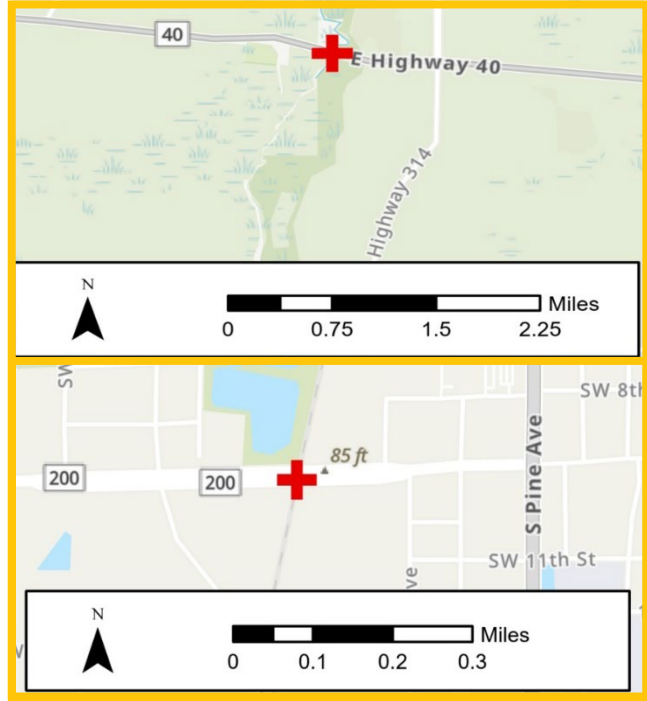 40
E Highway 40
Highway 314
N
Miles
0 0.75 1.5 2.25
SW
SW 8th
85 ft
200 200
S Pine Ave
SW 11th St
ve
N
Miles
0 0.1 0.2 0.3